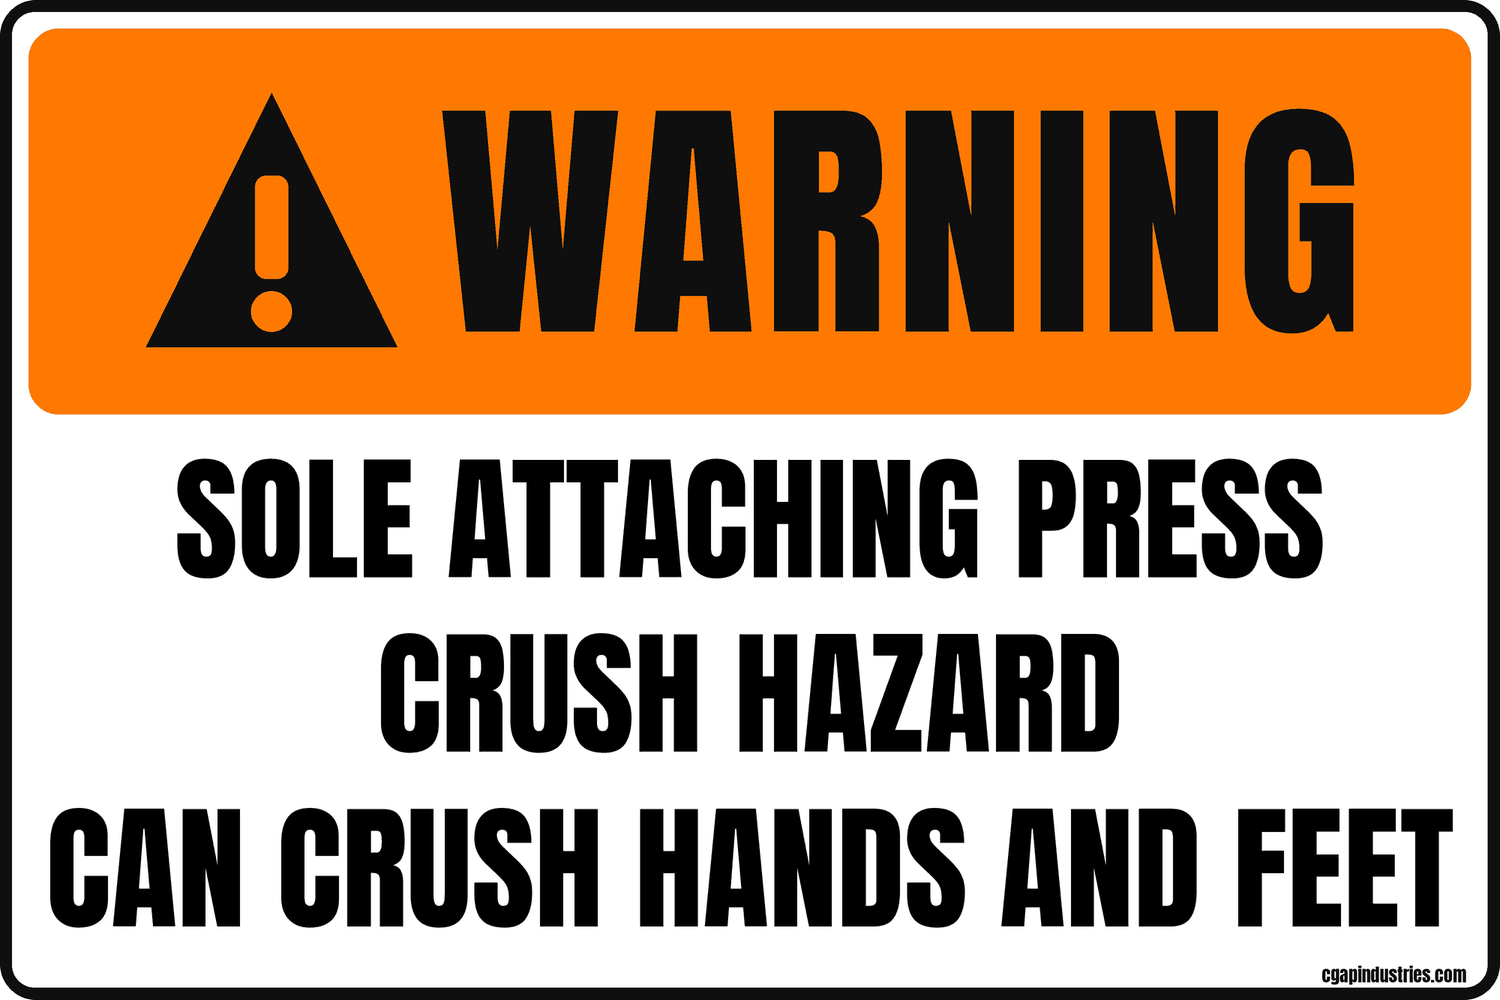 WARNING
SOLE ATTACHING PRESS
CRUSH HAZARD
CAN CRUSH HANDS AND FEET
cgapindustries.com